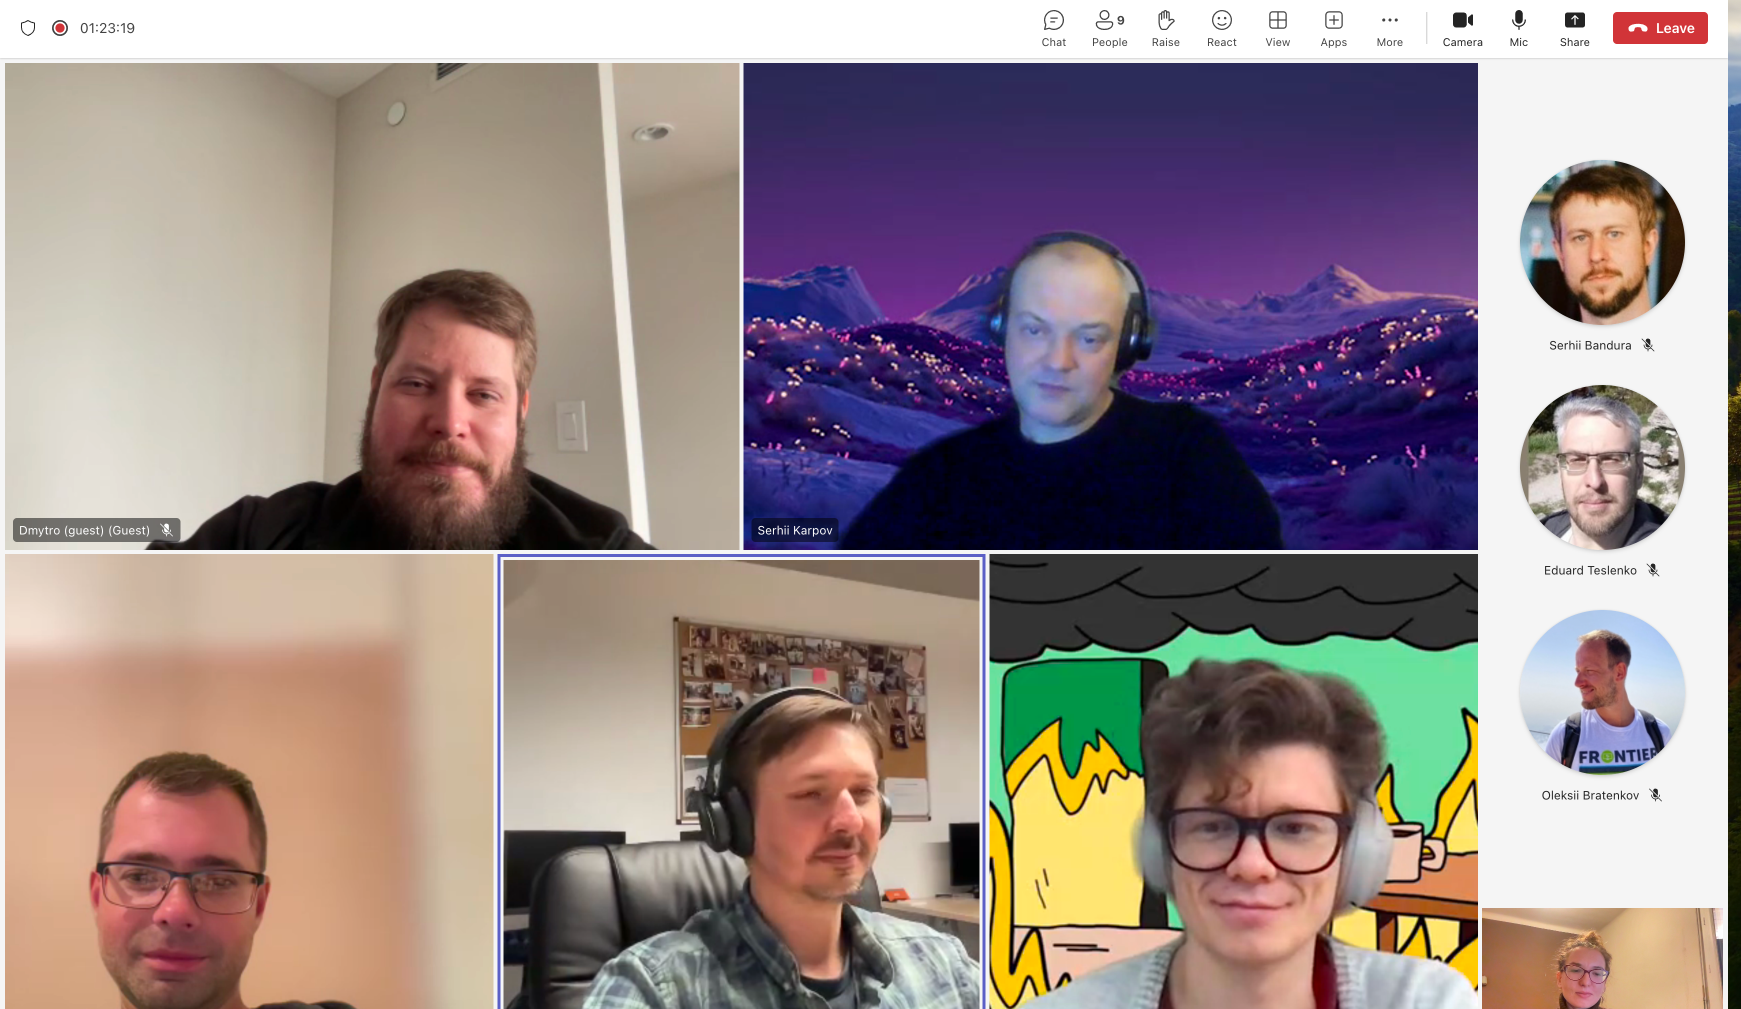 01:23:19
Chat
People 9
Raise
React
View
Apps
More
Camera
Mic
Share
Leave
Dmytro (guest) (Guest)
Serhii Karpov
Serhii Bandura
Eduard Teslenko
FRONTIER
Oleksii Bratenkov